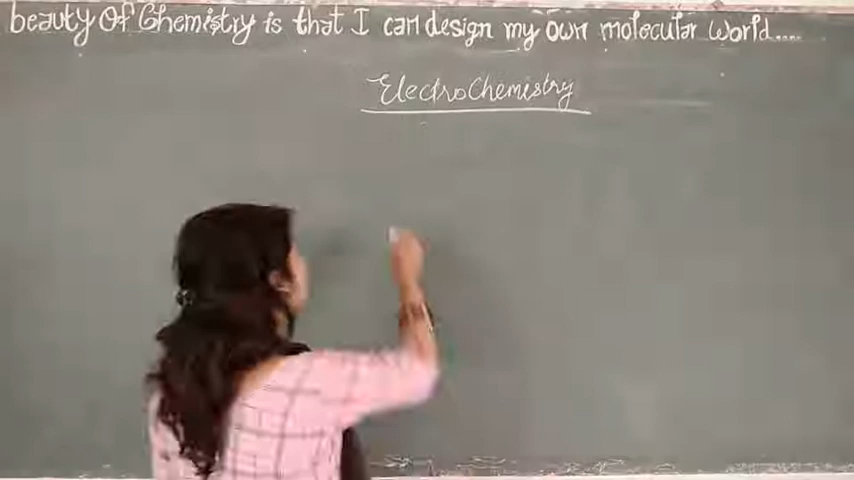 beauty Of Chemistry is that I can design my own molecular world....
ElectroChemistry